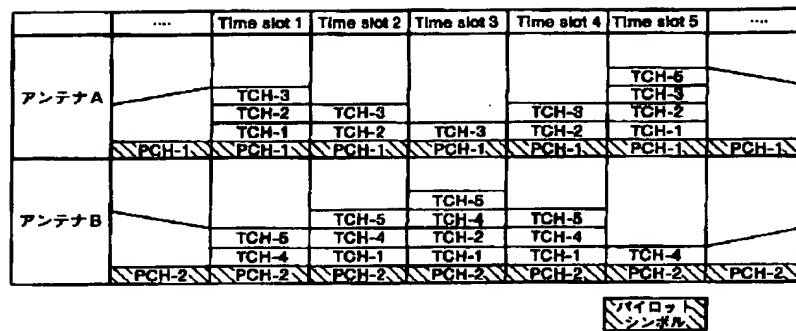 .... Time slot 1 Time slot 2 Time slot 3 Time slot 4 Time slot 5 ....
TCH-5
TCH-3 TCH-3
アンテナA TCH-2 TCH-3 TCH-3 TCH-2
TCH-1 TCH-2 TCH-3 TCH-2 TCH-1
PCH-1 PCH-1 PCH-1 PCH-1 PCH-1 PCH-1 PCH-1
TCH-5
アンテナB TCH-5 TCH-4 TCH-5
TCH-5 TCH-4 TCH-2 TCH-4
TCH-4 TCH-1 TCH-1 TCH-1 TCH-4
PCH-2 PCH-2 PCH-2 PCH-2 PCH-2 PCH-2 PCH-2
パイロット
シンボル